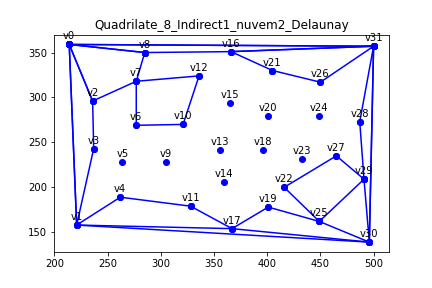 Quadrilate_8_Indirect1_nuvem2_Delaunay
v0 v8 v16 v31
350
v21
v7 v12 v26
300
v2 v15
v6 v10 v20 v24 v28
250
v3 v13 v18 v27
v5 v9 v23
v14 v22 v29
200
v4
v11 v19
v1 v17 v25
150
v30
200 250 300 350 400 450 500